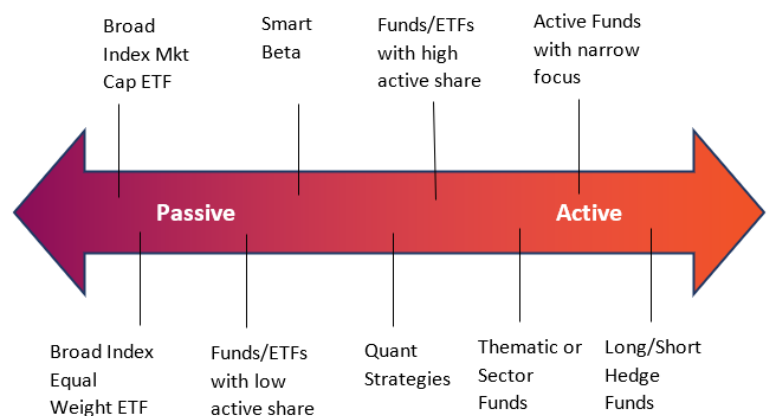 Broad
Index Mkt
Cap ETF
Smart
Beta
Funds/ETFs
with high
active share
Active Funds
with narrow
focus
Passive
Active
Broad Index
Equal
Weight ETF
Funds/ETFs
with low
active share
Quant
Strategies
Thematic or
Sector
Funds
Long/Short
Hedge
Funds